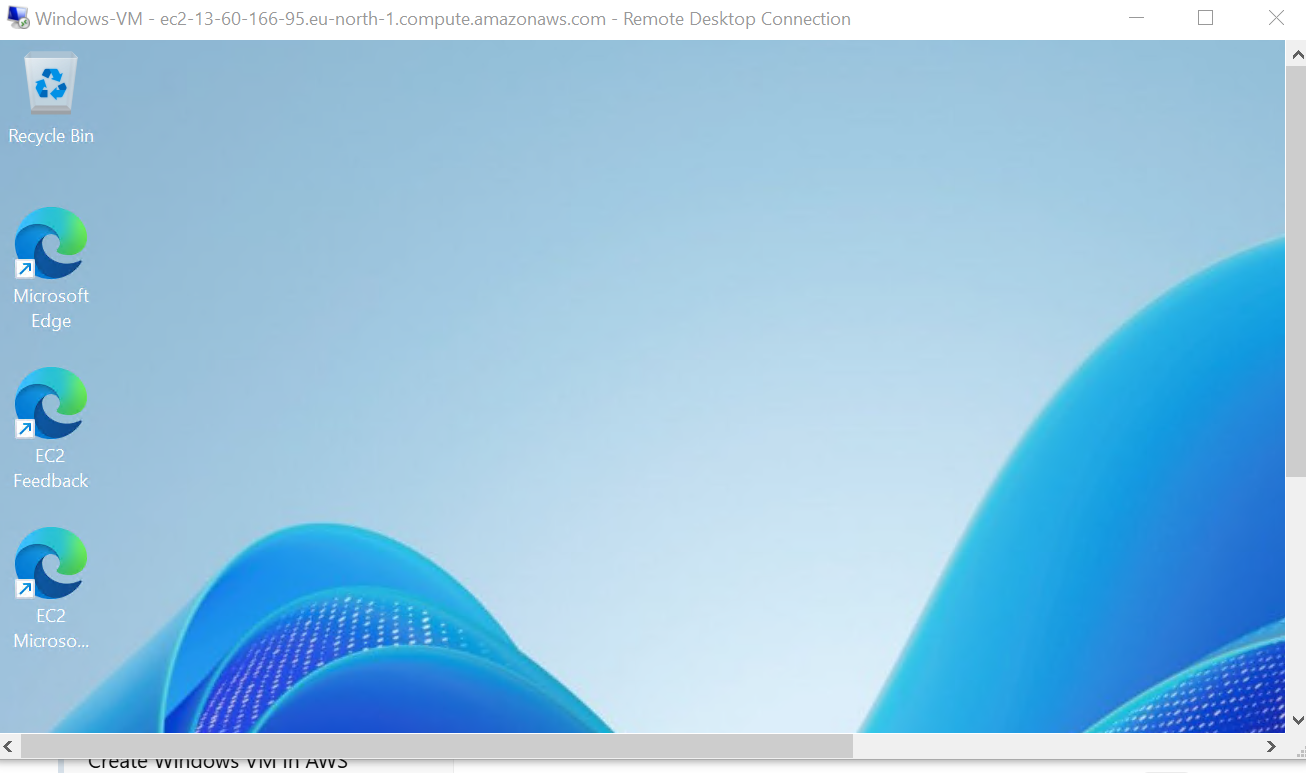 Windows-VM - ec2-13-60-166-95.eu-north-1.compute.amazonaws.com - Remote Desktop Connection
Recycle Bin
Microsoft
Edge
EC2
Feedback
EC2
Microso...
Create Windows VM in AWS